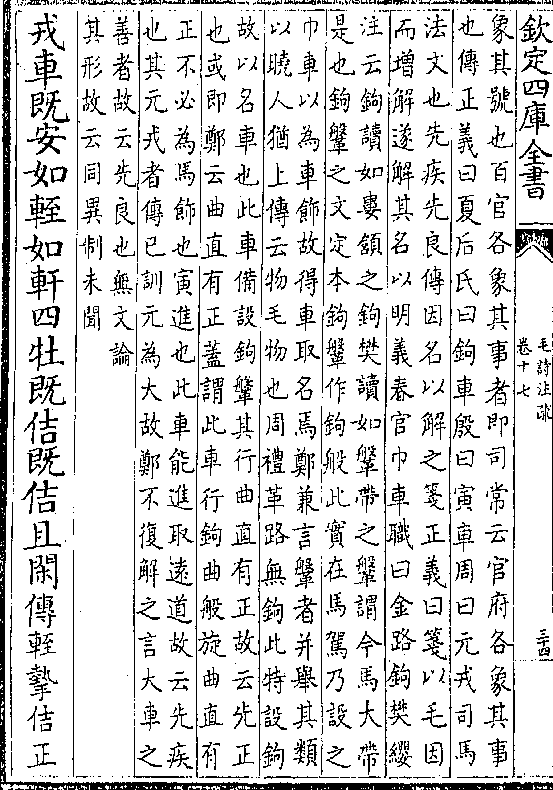 欽定四庫全書
毛詩注疏
卷十七
三十四
象其號也百官各象其事者即司常云官府各象其事
也傳正義曰夏后氏曰鉤車殷曰寅車周曰元戎司馬
法文也先疾先良傳因名以解之箋正義曰箋以毛因
而增解遂解其名以明義春官巾車職曰金路鉤樊纓
注云鉤讀如婁頷之鉤樊讀如鞶帶之鞶謂今馬大帶
是也鉤鞶之文定本鉤鞶作鉤般此實在馬駕乃設之
巾車以為車飾故得車取名焉鄭兼言鞶者并舉其類
以曉人猶上傳云物毛物也周禮革路無鉤此特設鉤
故以名車也此車備設鉤鞶其行曲直有正故云先正
也或即鄭云曲直有正蓋謂此車行鉤曲般旋曲直有
正不必為馬飾也寅進也此車能進取遠道故云先疾
也其元戎者傳已訓元為大故鄭不復解之言大車之
善者故云先良也無文論
其形故云同異制未聞
戎車既安如輊如軒四牡既佶既佶且閑傳輊摯佶正